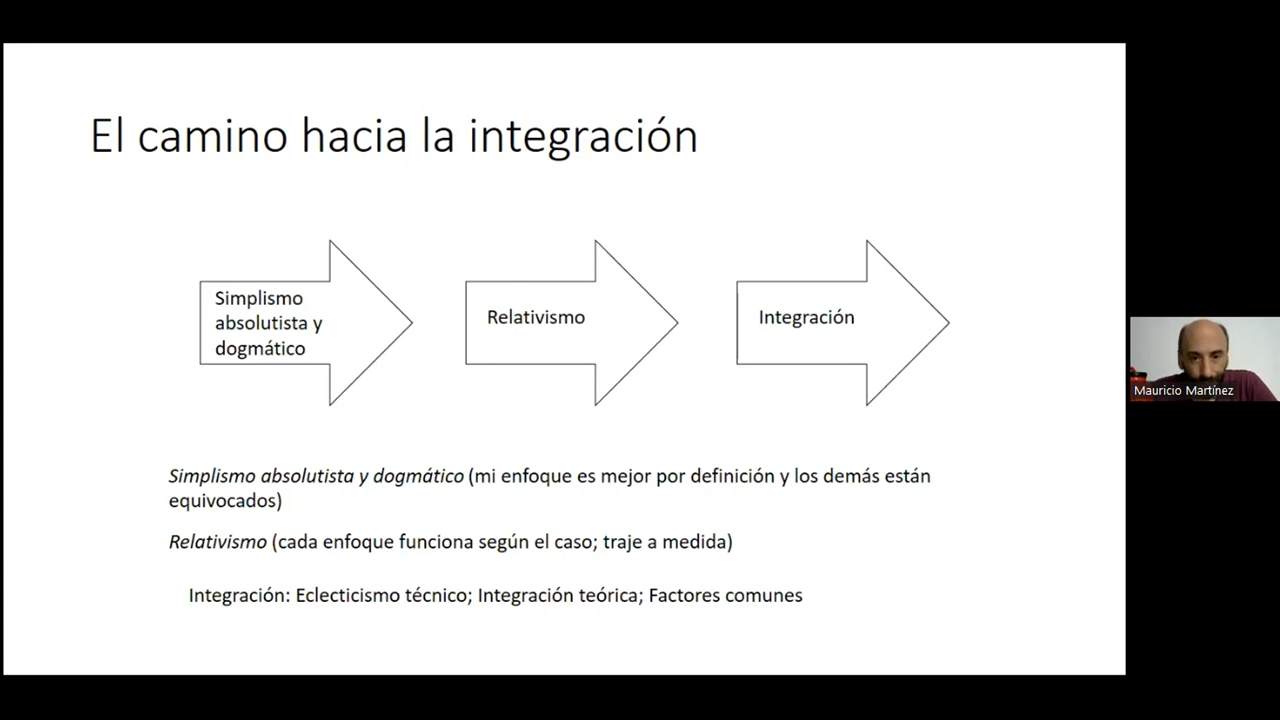 El camino hacia la integración
Simplismo
absolutista y
dogmático
Relativismo
Integración
Simplismo absolutista y dogmático (mi enfoque es mejor por definición y los demás están
equivocados)
Relativismo (cada enfoque funciona según el caso; traje a medida)
Integración: Eclecticismo técnico; Integración teórica; Factores comunes
Mauricio Martínez